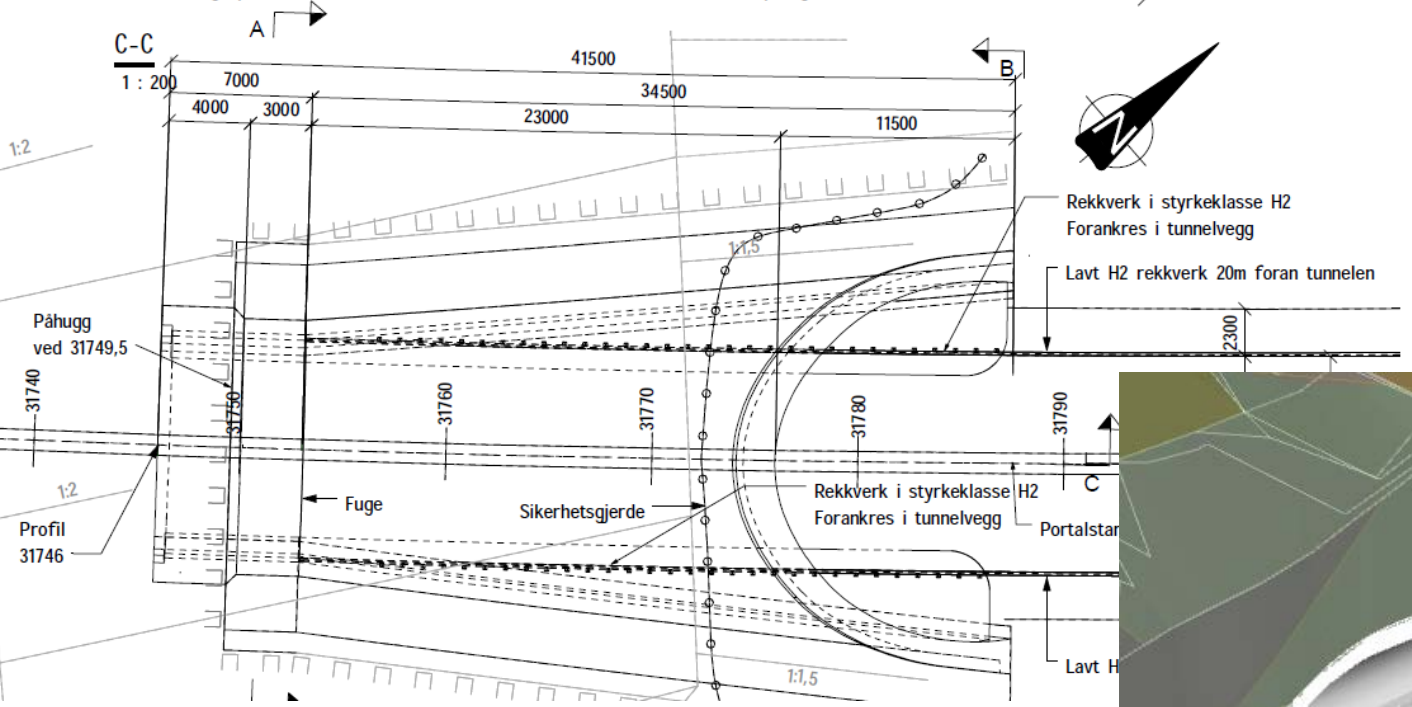 A
C-C
1 : 200
41500
B
7000
34500
4000
3000
23000
11500
N
1:2
Rekkverk i styrkeklasse H2
Forankres i tunnelvegg
1:1,5
Lavt H2 rekkverk 20m foran tunnelen
Påhugg
ved 31749,5
2300
31740
31750
31760
31770
31780
31790
1:2
Fuge
Sikerhetsgjerde
Rekkverk i styrkeklasse H2
Forankres i tunnelvegg
C
Profil
31746
Portalstar
Lavt H
1:1,5